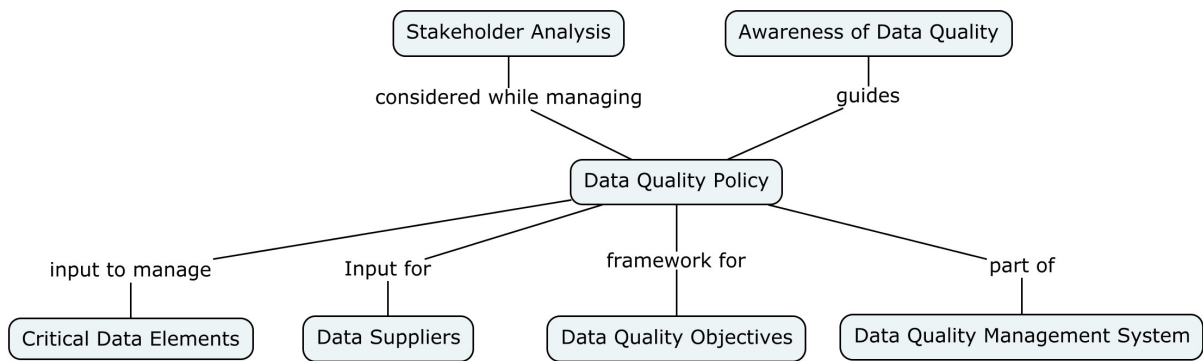 Stakeholder Analysis
Awareness of Data Quality
considered while managing
guides
Data Quality Policy
input to manage
Input for
framework for
part of
Critical Data Elements
Data Suppliers
Data Quality Objectives
Data Quality Management System